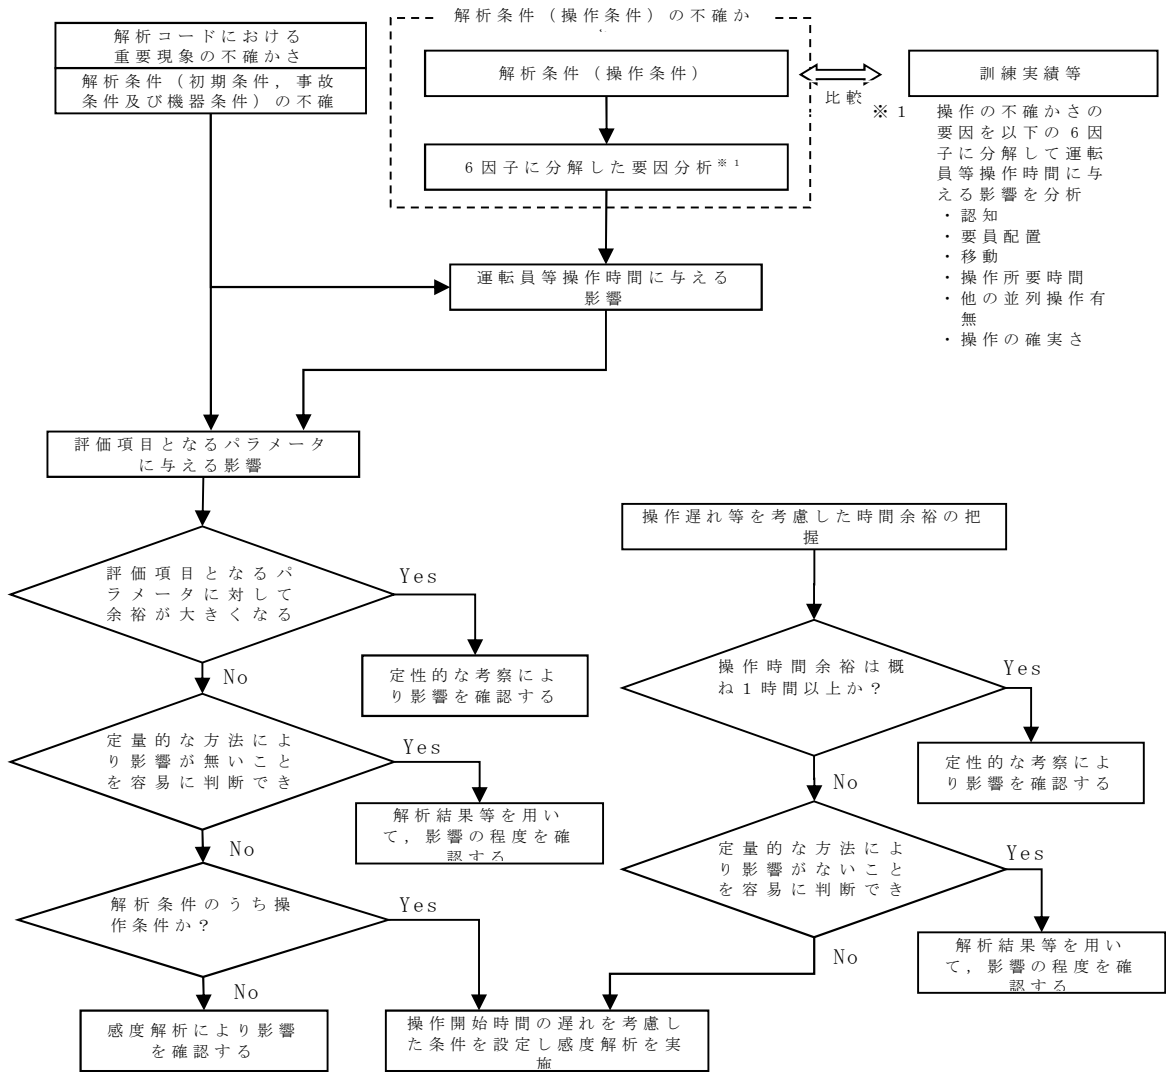 解析コードにおける
重要現象の不確かさ
解析条件（初期条件，事故
条件及び機器条件）の不確
解析条件（操作条件）の不確か
解析条件（操作条件）
6因子に分解した要因分析※1
比較
訓練実績等
※1 操作の不確かさの
要因を以下の6因
子に分解して運転
員等操作時間に与
える影響を分析
・認知
・要員配置
・移動
・操作所要時間
・他の並列操作有
無
・操作の確実さ
運転員等操作時間に与える
影響
評価項目となるパラメータ
に与える影響
評価項目となるパ
ラメータに対して
余裕が大きくなる
Yes
定性的な考察によ
り影響を確認する
No
定量的な方法によ
り影響が無いこと
を容易に判断でき
Yes
解析結果等を用い
て，影響の程度を確
認する
No
解析条件のうち操
作条件か？
Yes
No
感度解析により影響
を確認する
操作開始時間の遅れを考慮し
た条件を設定し感度解析を実
施
操作遅れ等を考慮した時間余裕の把
握
操作時間余裕は概
ね1時間以上か？
Yes
定性的な考察によ
り影響を確認する
No
定量的な方法によ
り影響がないこと
を容易に判断でき
Yes
解析結果等を用い
て，影響の程度を確
認する
No